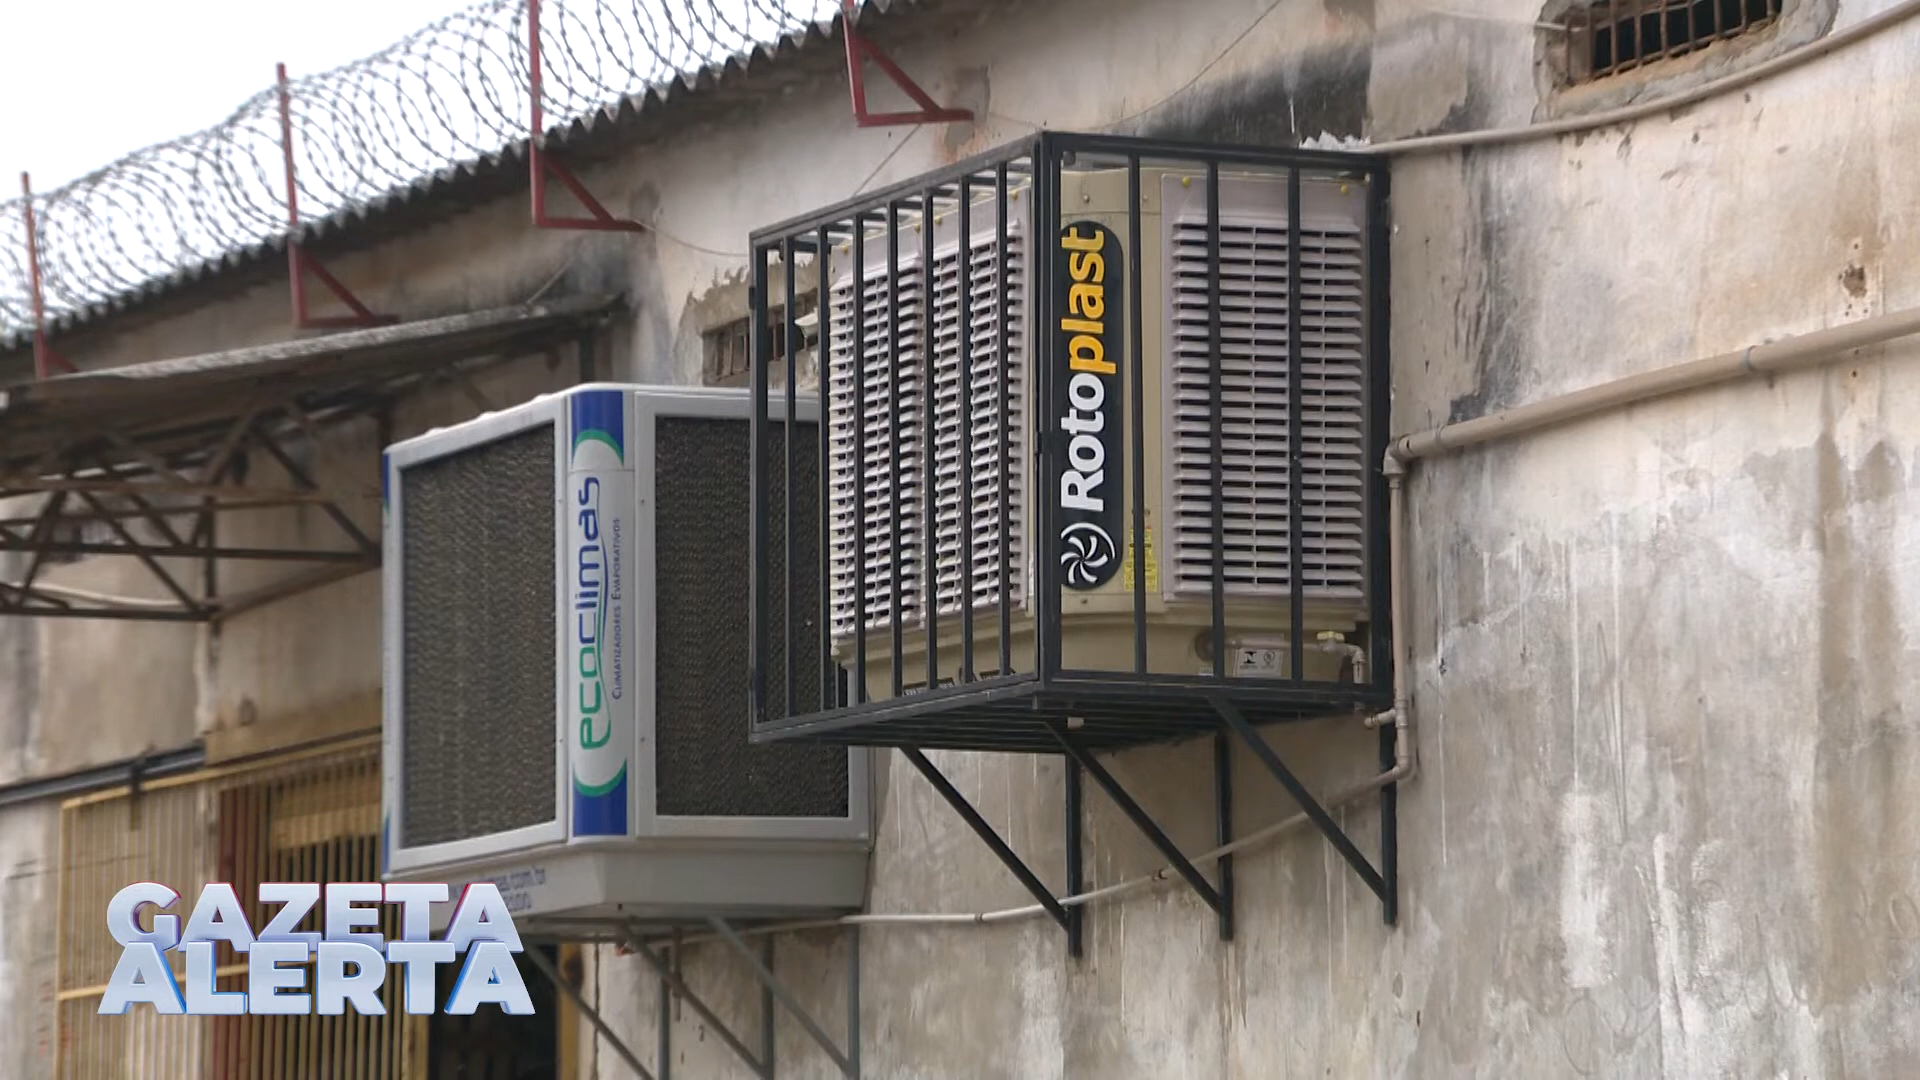 Rotoplast
ecoclimas
CLIMATIZADORES EVAPORATIVOS
GAZETA
ALERTA